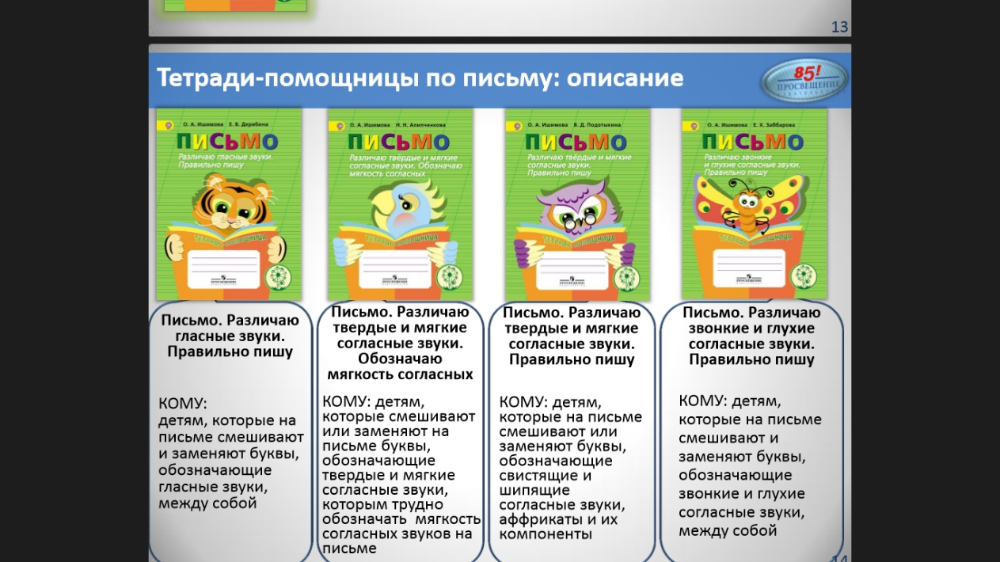 13
Тетради-помощницы по письму: описание
85!
ПРОСВЕЩЕНИЕ
О. А. Ишимова Е. В. Дерябина
ПИСЬМО
Различаю гласные звуки.
Правильно пишу
ТЕТРАДЬ ПОМОЩНИЦА
ПРОСВЕЩЕНИЕ
О. А. Ишимова Н. Н. Алипченкова
ПИСЬМО
Различаю твёрдые и мягкие
согласные звуки. Обозначаю
мягкость согласных
ТЕТРАДЬ ПОМОЩНИЦА
ПРОСВЕЩЕНИЕ
О. А. Ишимова В. Д. Подотыкина
ПИСЬМО
Различаю твёрдые и мягкие
согласные звуки.
Правильно пишу
ТЕТРАДЬ ПОМОЩНИЦА
ПРОСВЕЩЕНИЕ
О. А. Ишимова Е. Х. Заббарова
ПИСЬМО
Различаю звонкие
и глухие согласные звуки.
Правильно пишу
ТЕТРАДЬ ПОМОЩНИЦА
ПРОСВЕЩЕНИЕ
Письмо. Различаю
гласные звуки.
Правильно пишу
КОМУ:
детям, которые на
письме смешивают
и заменяют буквы,
обозначающие
гласные звуки,
между собой
Письмо. Различаю
твердые и мягкие
согласные звуки.
Обозначаю
мягкость согласных
КОМУ: детям,
которые смешивают
или заменяют на
письме буквы,
обозначающие
твердые и мягкие
согласные звуки,
которым трудно
обозначать мягкость
согласных звуков на
письме
Письмо. Различаю
твердые и мягкие
согласные звуки.
Правильно пишу
КОМУ: детям,
которые на письме
смешивают или
заменяют буквы,
обозначающие
свистящие и
шипящие
согласные звуки,
аффрикаты и их
компоненты
Письмо. Различаю
звонкие и глухие
согласные звуки.
Правильно пишу
КОМУ: детям,
которые на письме
смешивают и
заменяют буквы,
обозначающие
звонкие и глухие
согласные звуки,
между собой
14